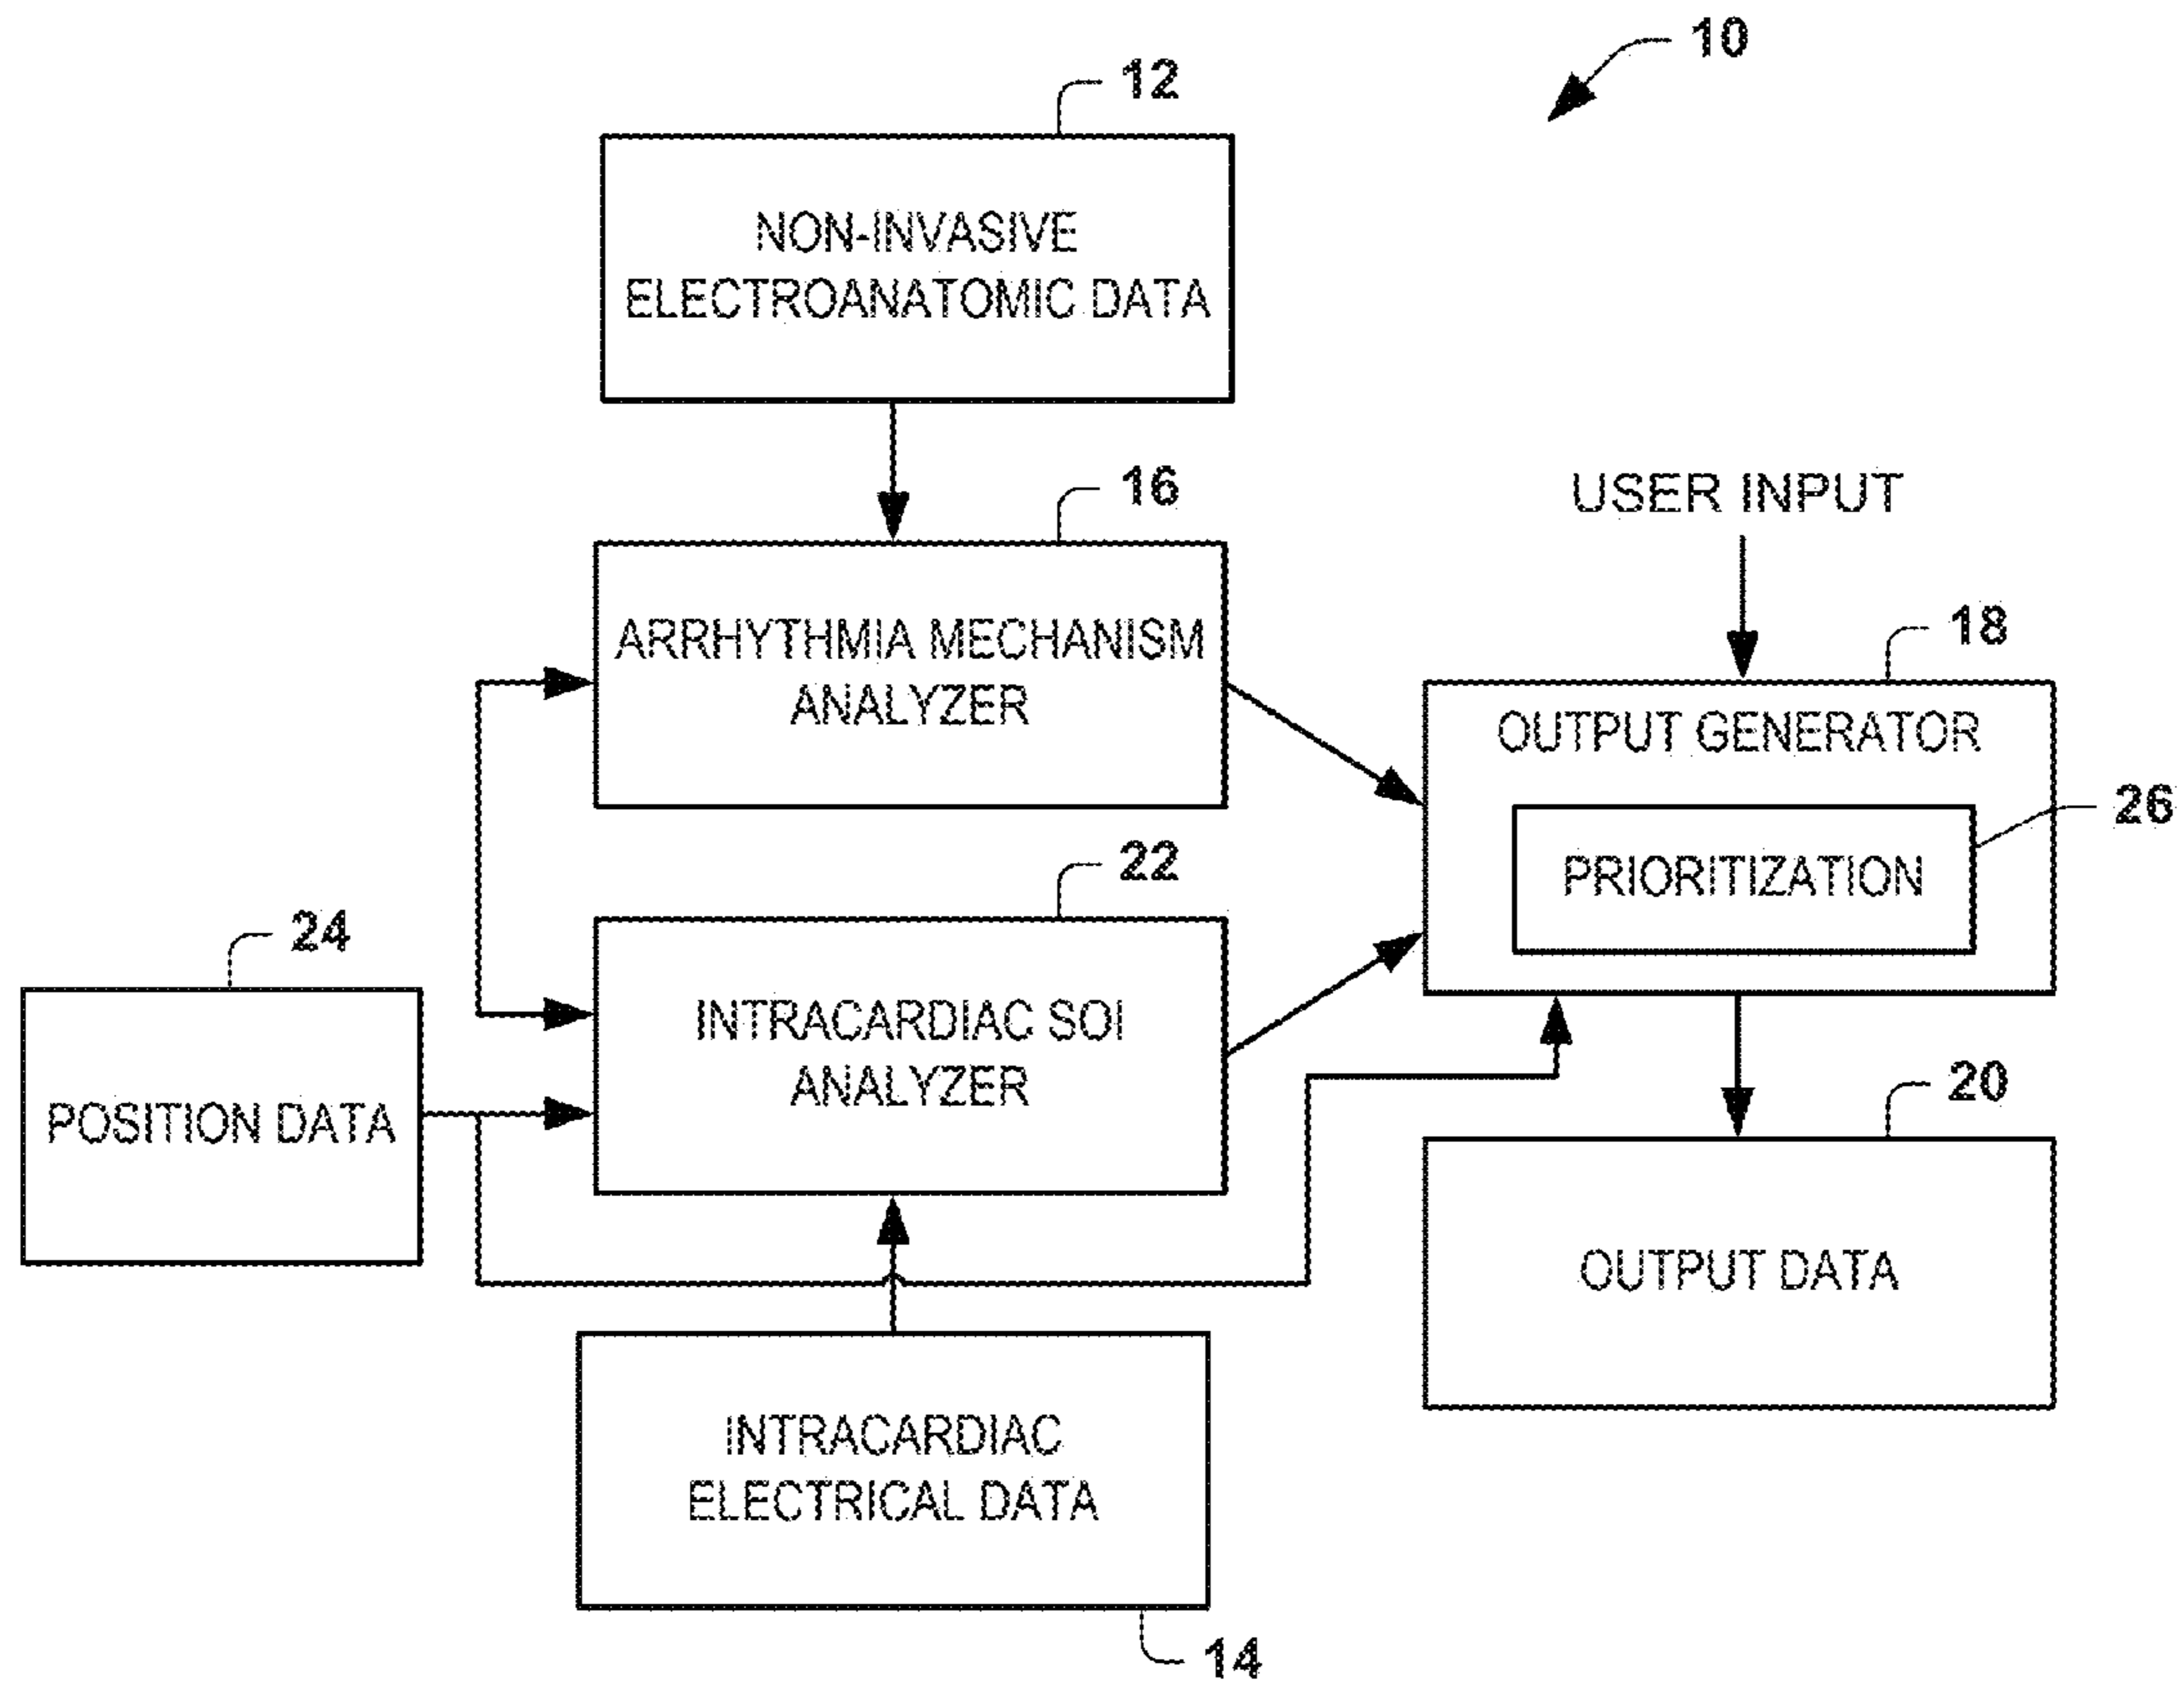 10
12
NON-INVASIVE
ELECTROANATOMIC DATA
16
ARRHYTHMIA MECHANISM
ANALYZER
USER INPUT
18
OUTPUT GENERATOR
26
PRIORITIZATION
22
INTRACARDIAC SOI
ANALYZER
24
POSITION DATA
20
OUTPUT DATA
INTRACARDIAC
ELECTRICAL DATA
14